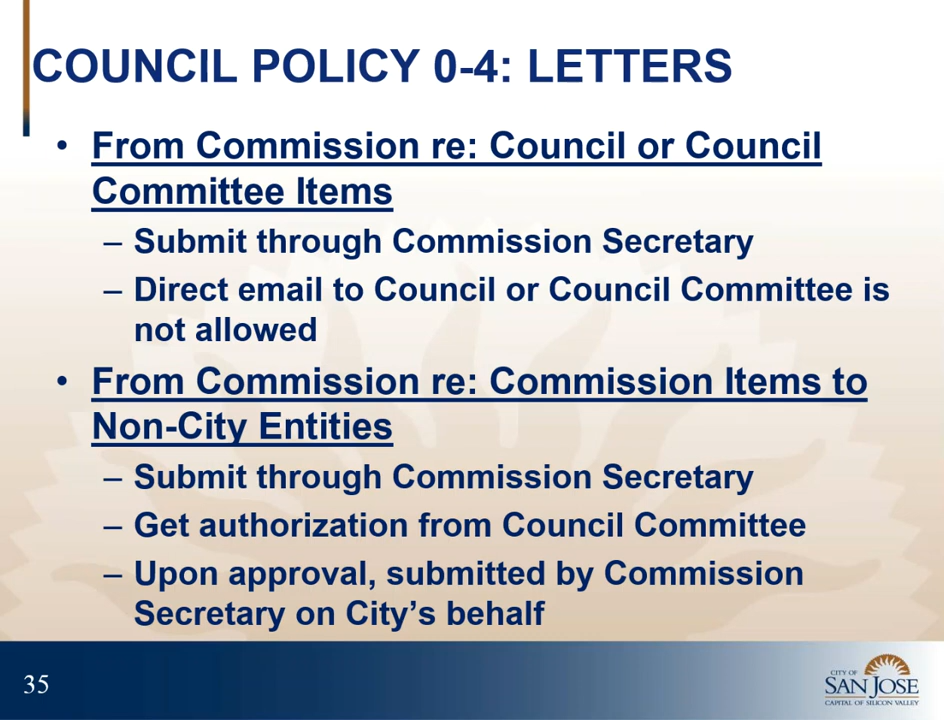 COUNCIL POLICY 0-4: LETTERS
• From Commission re: Council or Council
Committee Items
– Submit through Commission Secretary
– Direct email to Council or Council Committee is
not allowed
• From Commission re: Commission Items to
Non-City Entities
– Submit through Commission Secretary
– Get authorization from Council Committee
– Upon approval, submitted by Commission
Secretary on City’s behalf
35
CITY OF
SAN JOSE
CAPITAL OF SILICON VALLEY